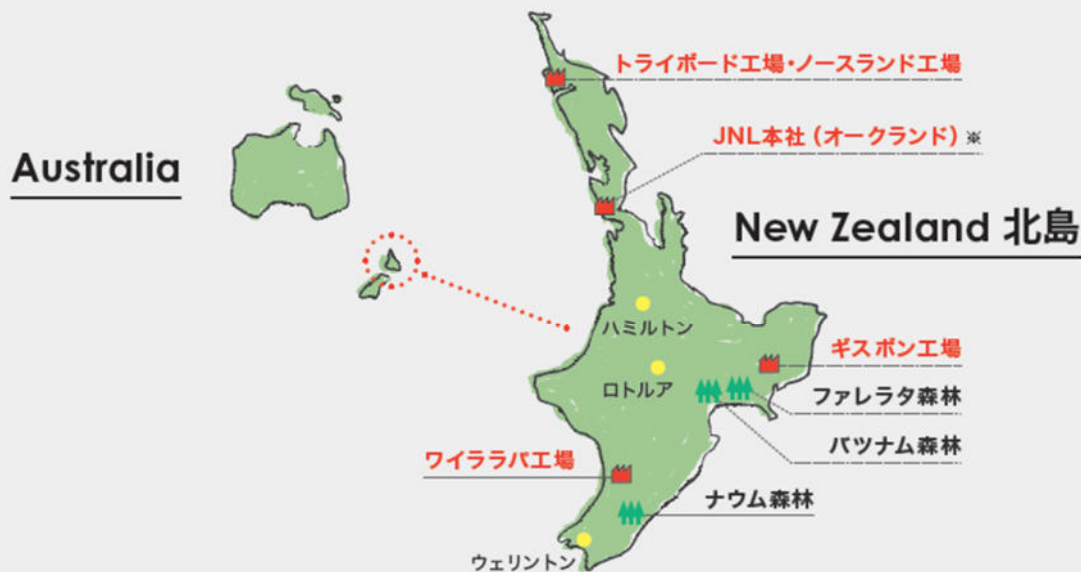 トライボード工場・ノースランド工場
JNL本社（オークランド）※
Australia
New Zealand 北島
ハミルトン
ギスボン工場
ロトルア
ファレラタ森林
パツナム森林
ワイララパ工場
ナウム森林
ウェリントン